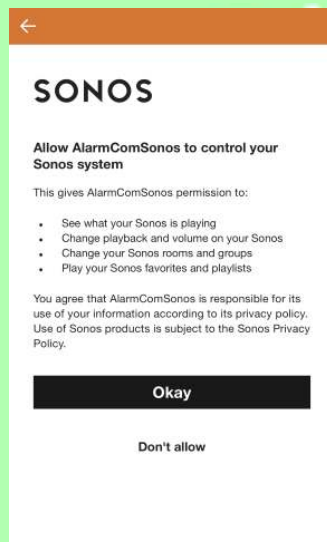 SONOS
Allow AlarmComSonos to control your
Sonos system
This gives AlarmComSonos permission to:
• See what your Sonos is playing
• Change playback and volume on your Sonos
• Change your Sonos rooms and groups
• Play your Sonos favorites and playlists
You agree that AlarmComSonos is responsible for its
use of your information according to its privacy policy.
Use of Sonos products is subject to the Sonos Privacy
Policy.
Okay
Don't allow